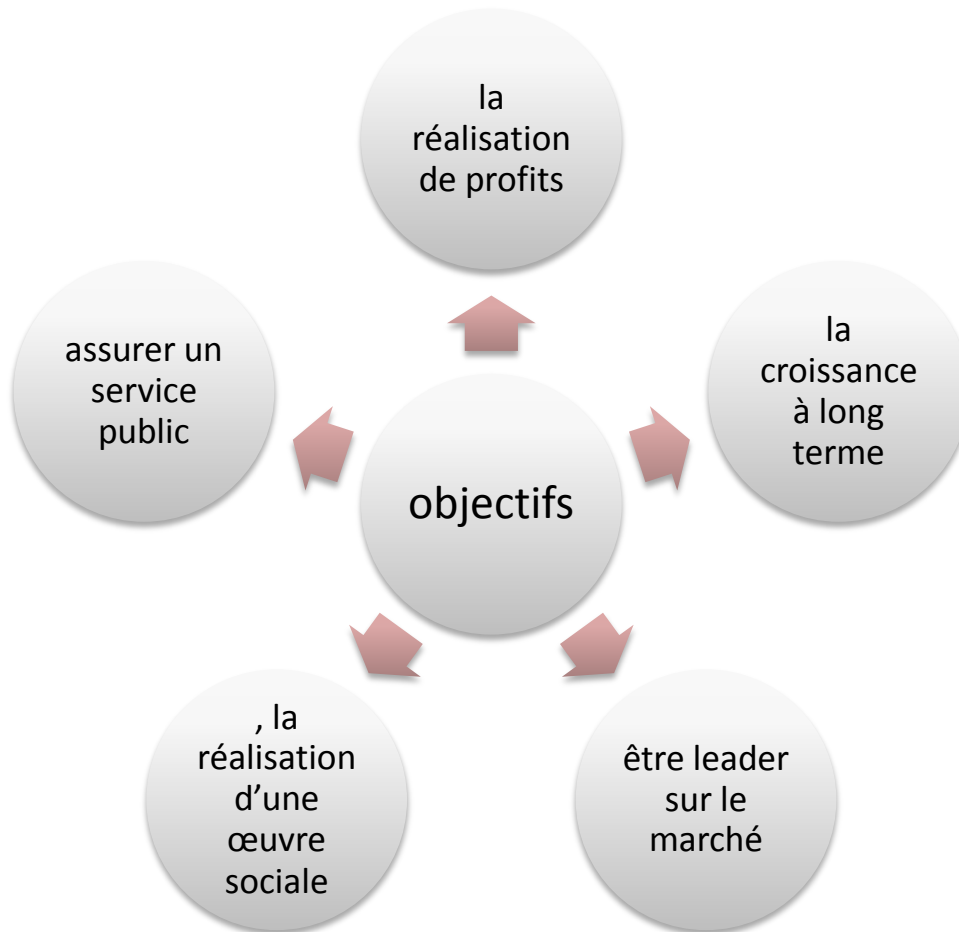 la
réalisation
de profits
assurer un
service
public
la
croissance
à long
terme
objectifs
, la
réalisation
d’une
œuvre
sociale
être leader
sur le
marché